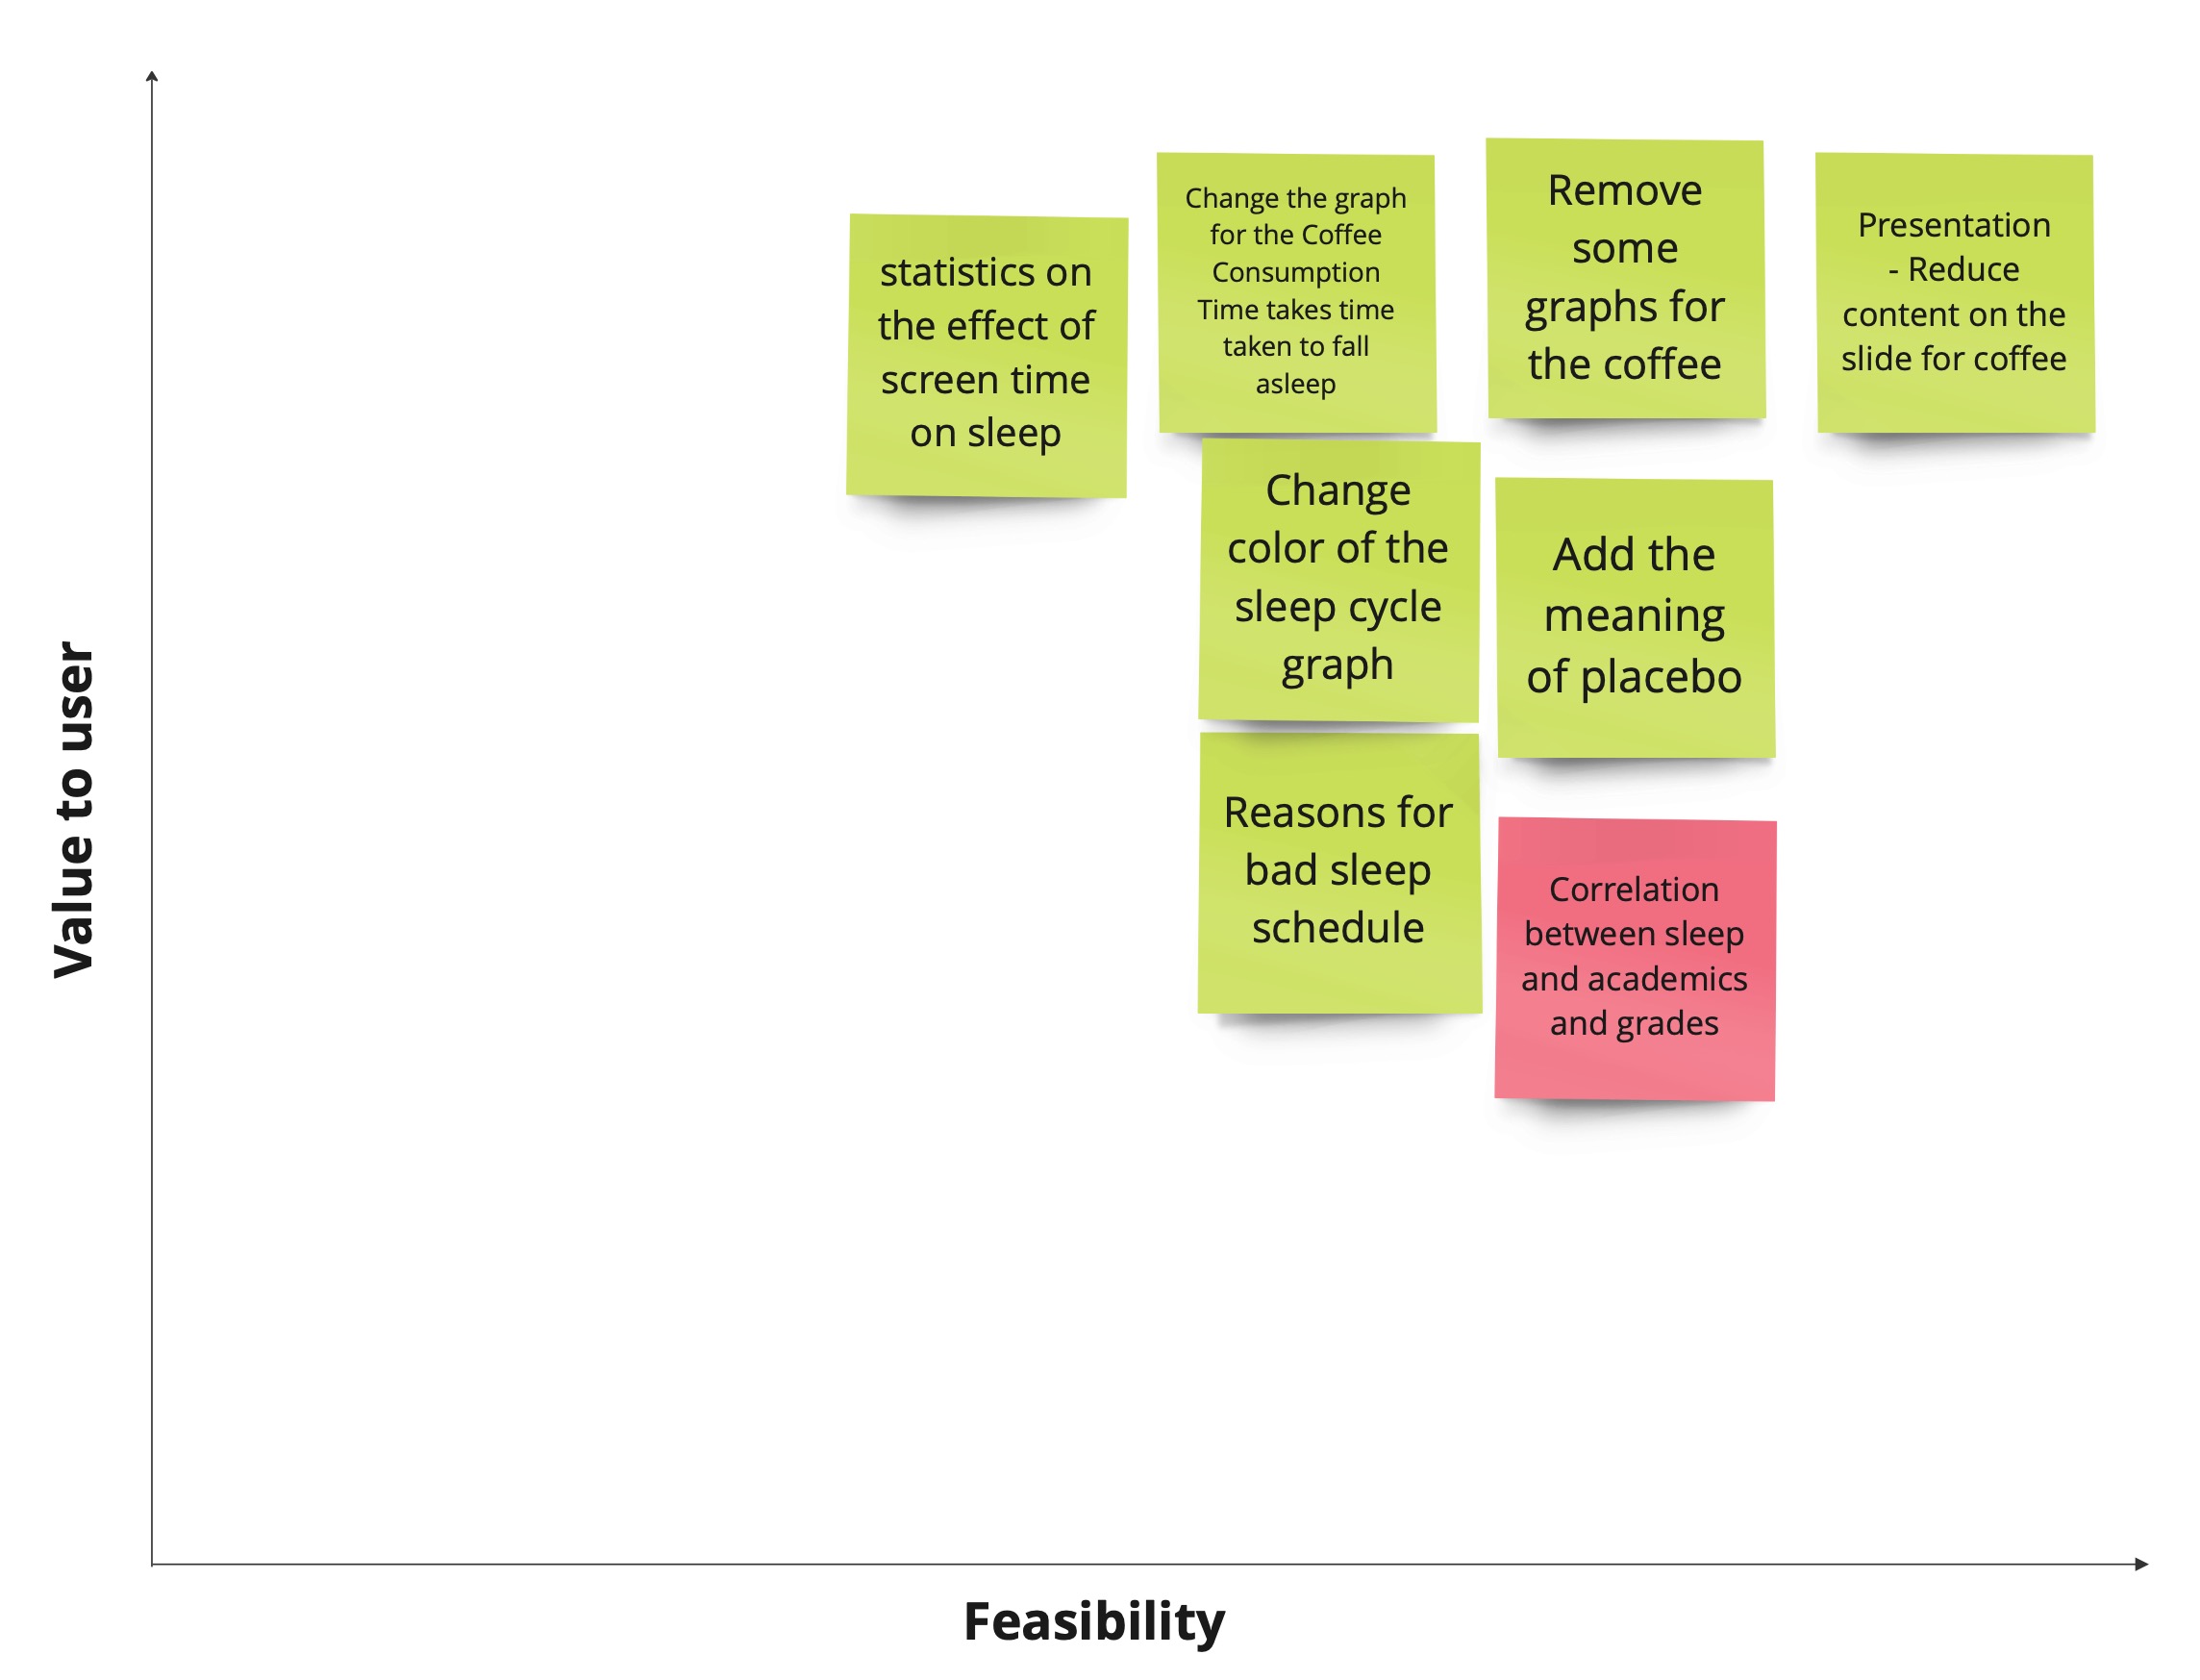 Value to user
statistics on
the effect of
screen time
on sleep
Change the graph
for the Coffee
Consumption
Time takes time
taken to fall
asleep
Remove
some
graphs for
the coffee
Presentation
- Reduce
content on the
slide for coffee
Change
color of the
sleep cycle
graph
Add the
meaning
of placebo
Reasons for
bad sleep
schedule
Correlation
between sleep
and academics
and grades
Feasibility